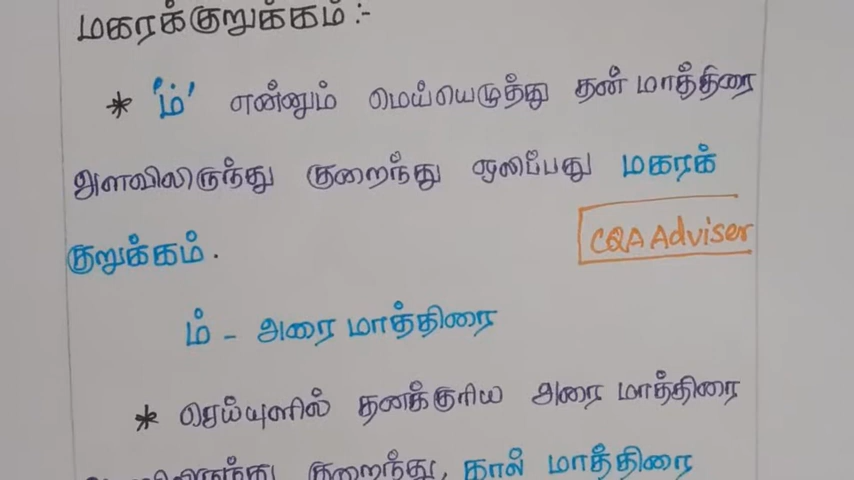 மகரக்குறுக்கம் :-
* 'ம்' என்னும் மெய்யெழுத்து தன் மாத்திரை
அளவிலிருந்து குறைந்து ஒலிப்பது மகரக்
குறுக்கம்.
CQA Adviser
ம் - அரை மாத்திரை
* செய்யுளில் தனக்குரிய அரை மாத்திரை
குறைந்து, கால் மாத்திரை